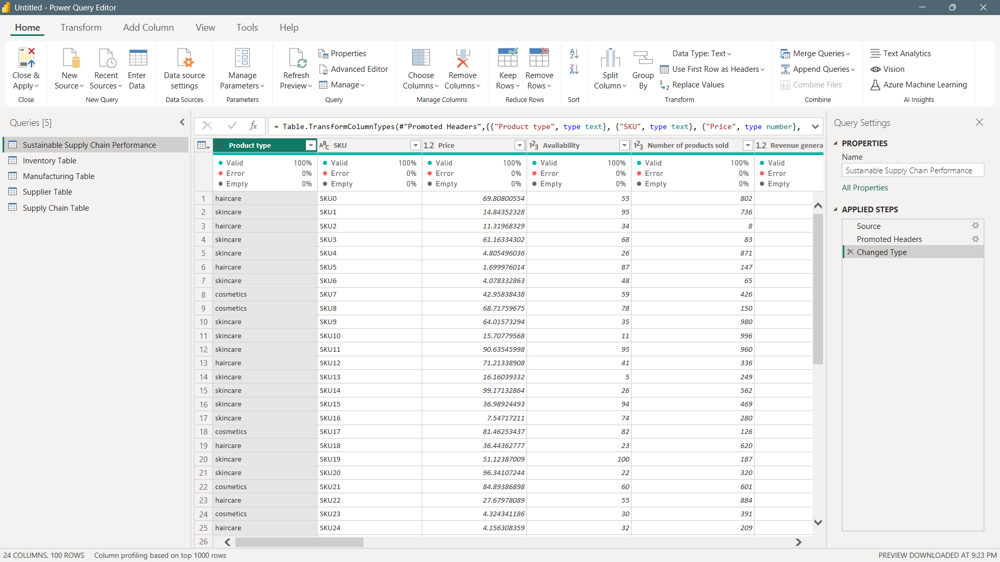 Untitled - Power Query Editor
Home Transform Add Column View Tools Help
Close & Apply
Close
New Source
Recent Sources
Enter Data
New Query
Data source settings
Data Sources
Manage Parameters
Parameters
Refresh Preview
Properties
Advanced Editor
Manage
Query
Choose Columns
Remove Columns
Manage Columns
Keep Rows
Remove Rows
Reduce Rows
Sort
Split Column
Group By
Data Type: Text
Use First Row as Headers
Replace Values
Transform
Merge Queries
Append Queries
Combine Files
Combine
Text Analytics
Vision
Azure Machine Learning
AI Insights
Queries [5]
Sustainable Supply Chain Performance
Inventory Table
Manufacturing Table
Supplier Table
Supply Chain Table
fx = Table.TransformColumnTypes(#"Promoted Headers",{{"Product type", type text}, {"SKU", type text}, {"Price", type number},
Product type ABC SKU 1.2 Price 123 Availability 123 Number of products sold 1.2 Revenue genera
Valid 100% Valid 100% Valid 100% Valid 100% Valid 100% Valid
Error 0% Error 0% Error 0% Error 0% Error 0% Error
Empty 0% Empty 0% Empty 0% Empty 0% Empty 0% Empty
1 haircare SKU0 69.80800554 55 802
2 skincare SKU1 14.84352328 95 736
3 haircare SKU2 11.31968329 34 8
4 skincare SKU3 61.16334302 68 83
5 skincare SKU4 4.805496036 26 871
6 haircare SKU5 1.699976014 87 147
7 skincare SKU6 4.078332863 48 65
8 cosmetics SKU7 42.95838438 59 426
9 cosmetics SKU8 68.71759675 78 150
10 skincare SKU9 64.01573294 35 980
11 skincare SKU10 15.70779568 11 996
12 skincare SKU11 90.63545998 95 960
13 haircare SKU12 71.21338908 41 336
14 skincare SKU13 16.16039332 5 249
15 skincare SKU14 99.17132864 26 562
16 skincare SKU15 36.98924493 94 469
17 skincare SKU16 7.54717211 74 280
18 cosmetics SKU17 81.46253437 82 126
19 haircare SKU18 36.44362777 23 620
20 skincare SKU19 51.12387009 100 187
21 skincare SKU20 96.34107244 22 320
22 cosmetics SKU21 84.89386898 60 601
23 haircare SKU22 27.67978089 55 884
24 cosmetics SKU23 4.324341186 30 391
25 haircare SKU24 4.156308359 32 209
26
Query Settings
PROPERTIES
Name
Sustainable Supply Chain Performance
All Properties
APPLIED STEPS
Source
Promoted Headers
Changed Type
24 COLUMNS, 100 ROWS Column profiling based on top 1000 rows
PREVIEW DOWNLOADED AT 9:23 PM